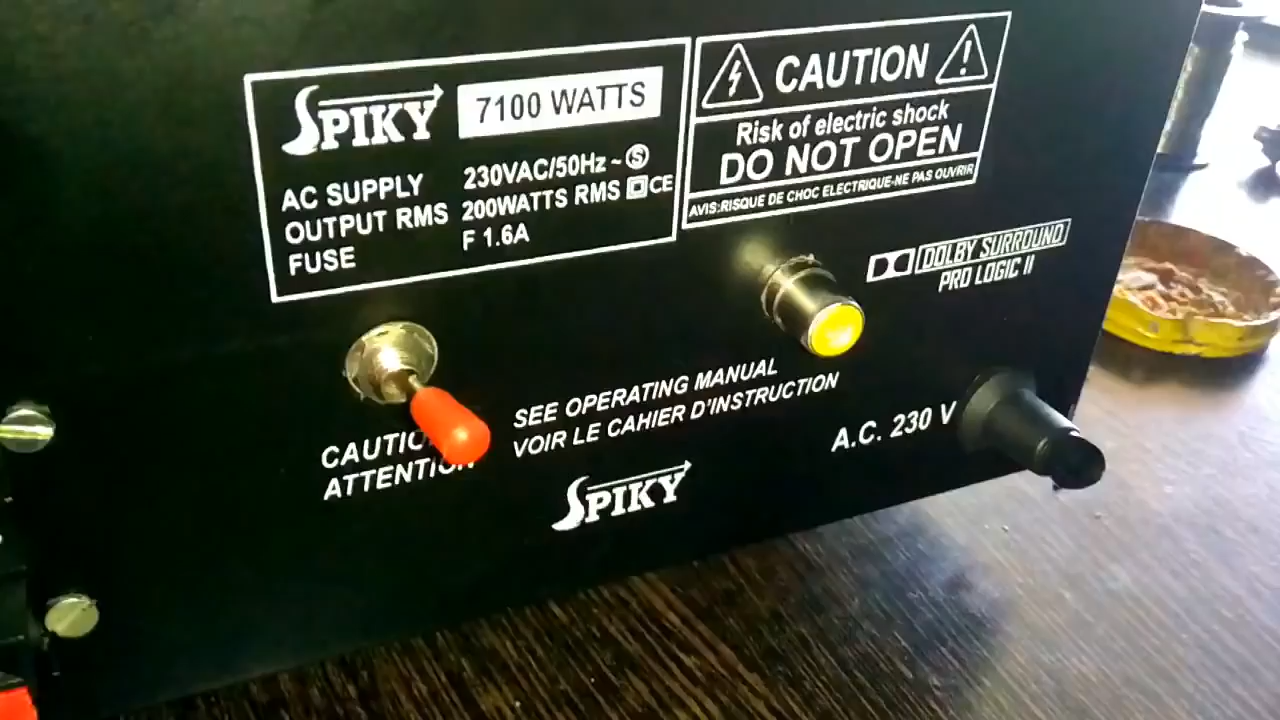 SPIKY 7100 WATTS
AC SUPPLY 230VAC/50Hz ~ S
OUTPUT RMS 200WATTS RMS CE
FUSE F 1.6A
CAUTION
Risk of electric shock
DO NOT OPEN
AVIS:RISQUE DE CHOC ELECTRIQUE-NE PAS OUVRIR
DOLBY SURROUND
PRO LOGIC II
SEE OPERATING MANUAL
VOIR LE CAHIER D'INSTRUCTION
CAUTIO
ATTENTION
A.C. 230 V
SPIKY